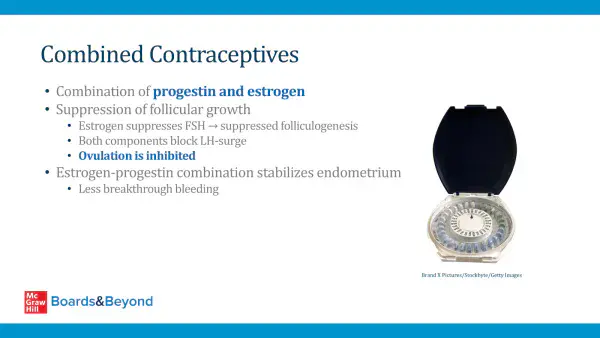 Combined Contraceptives
• Combination of progestin and estrogen
• Suppression of follicular growth
• Estrogen suppresses FSH → suppressed folliculogenesis
• Both components block LH-surge
• Ovulation is inhibited
• Estrogen-progestin combination stabilizes endometrium
• Less breakthrough bleeding
Brand X Pictures/Stockbyte/Getty Images
Mc
Graw
Hill
Boards&Beyond